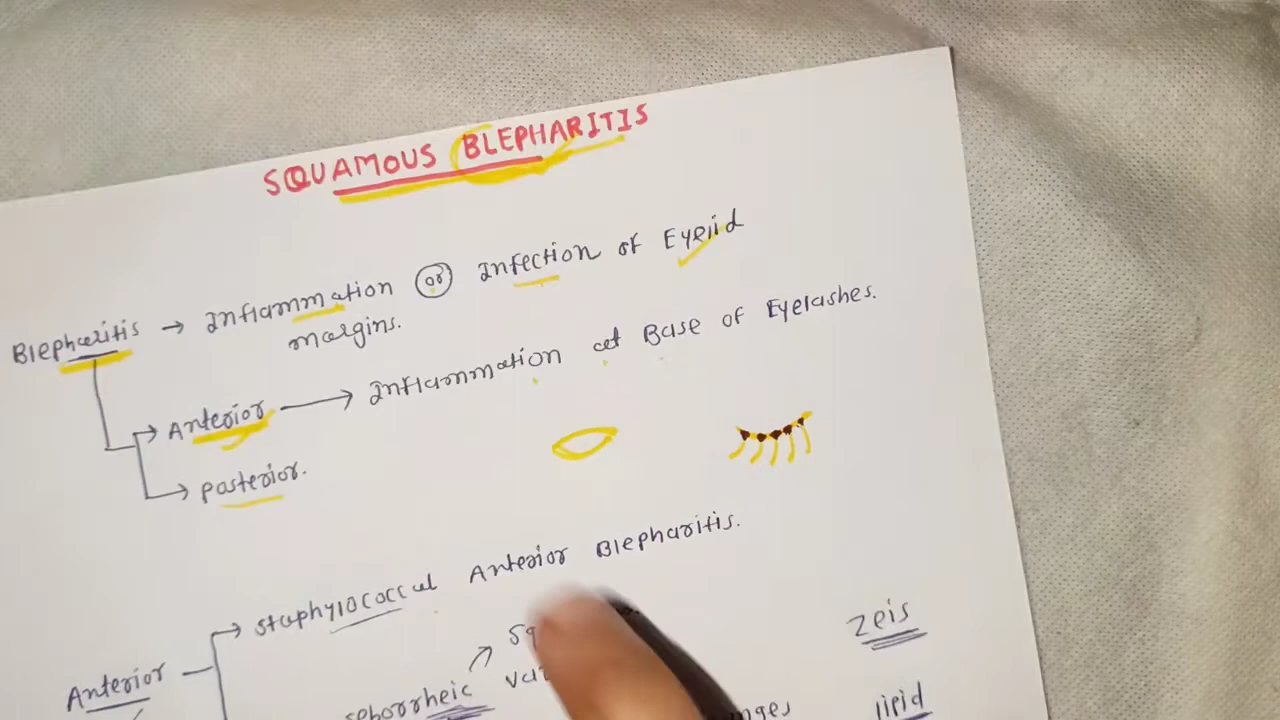 SQUAMOUS BLEPHARITIS
Blepharitis → Inflammation or Infection of Eyelid
margins.
Anterior → Inflammation at Base of Eyelashes.
posterior.
staphylococcal Anterior Blepharitis.
Anterior
zeis
lipid